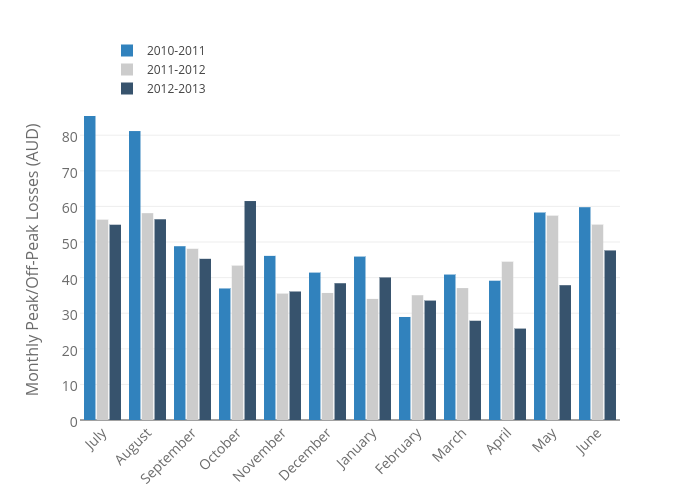 2010-2011
2011-2012
2012-2013
Monthly Peak/Off-Peak Losses (AUD)
80
70
60
50
40
30
20
10
0
July
August
September
October
November
December
January
February
March
April
May
June